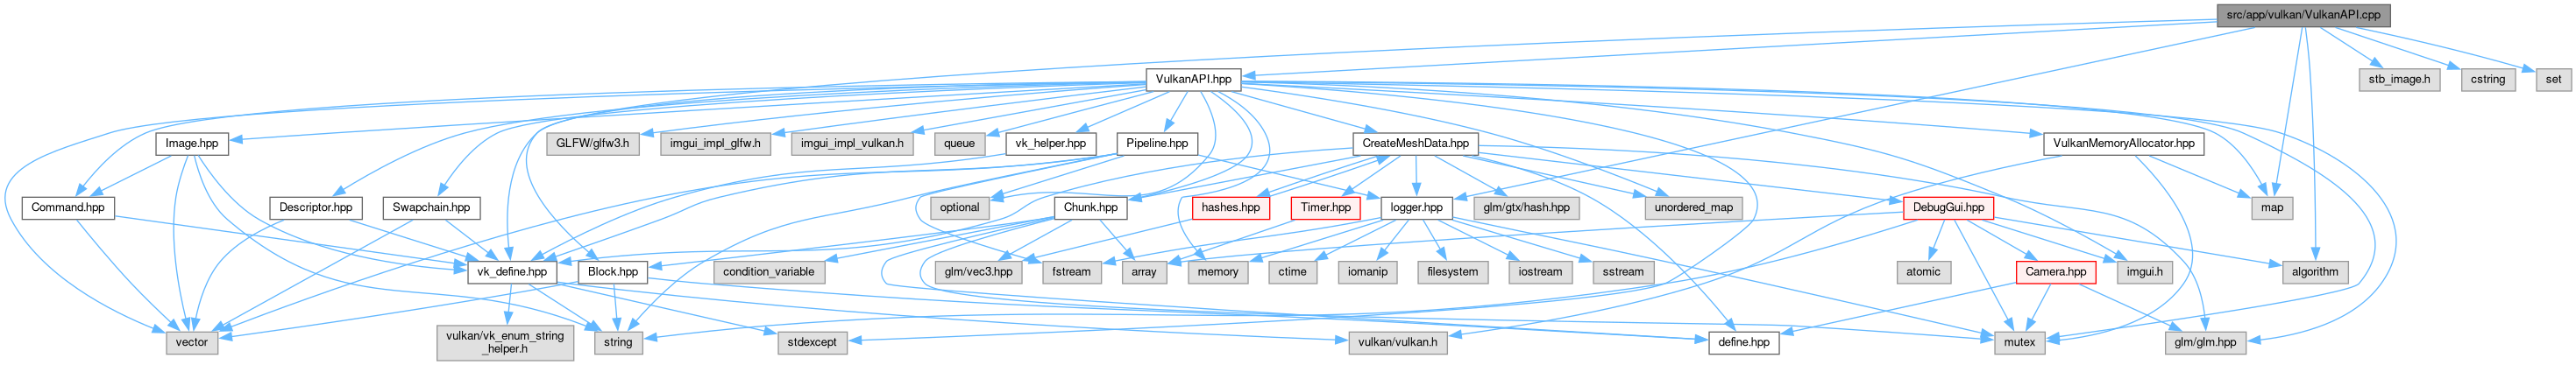 src/app/vulkan/VulkanAPI.cpp
VulkanAPI.hpp
stb_image.h
cstring
set
Image.hpp
GLFW/glfw3.h
imgui_impl_glfw.h
imgui_impl_vulkan.h
queue
vk_helper.hpp
Pipeline.hpp
CreateMeshData.hpp
VulkanMemoryAllocator.hpp
Command.hpp
Descriptor.hpp
Swapchain.hpp
optional
Chunk.hpp
hashes.hpp
Timer.hpp
logger.hpp
glm/gtx/hash.hpp
unordered_map
DebugGui.hpp
map
vk_define.hpp
Block.hpp
condition_variable
glm/vec3.hpp
fstream
array
memory
ctime
iomanip
filesystem
iostream
sstream
atomic
Camera.hpp
imgui.h
algorithm
vector
vulkan/vk_enum_string
_helper.h
string
stdexcept
vulkan/vulkan.h
define.hpp
mutex
glm/glm.hpp